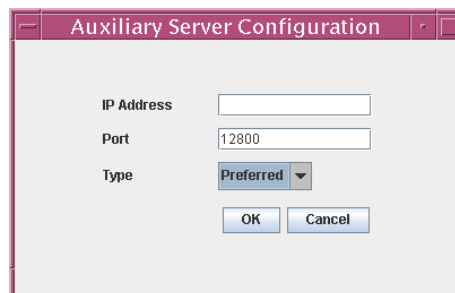 Auxiliary Server Configuration
IP Address
Port 12800
Type Preferred
OK Cancel